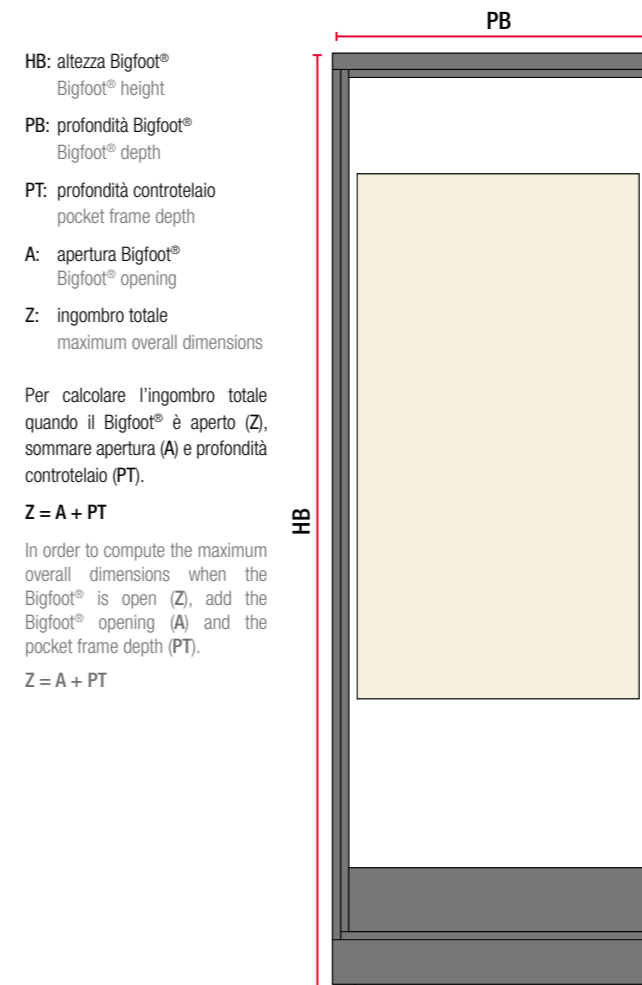 PB
HB: altezza Bigfoot®
Bigfoot® height
PB: profondità Bigfoot®
Bigfoot® depth
PT: profondità controtelaio
pocket frame depth
A: apertura Bigfoot®
Bigfoot® opening
Z: ingombro totale
maximum overall dimensions
Per calcolare l'ingombro totale
quando il Bigfoot® è aperto (Z),
sommare apertura (A) e profondità
controtelaio (PT).
Z = A + PT
In order to compute the maximum
overall dimensions when the
Bigfoot® is open (Z), add the
Bigfoot® opening (A) and the
pocket frame depth (PT).
Z = A + PT
HB